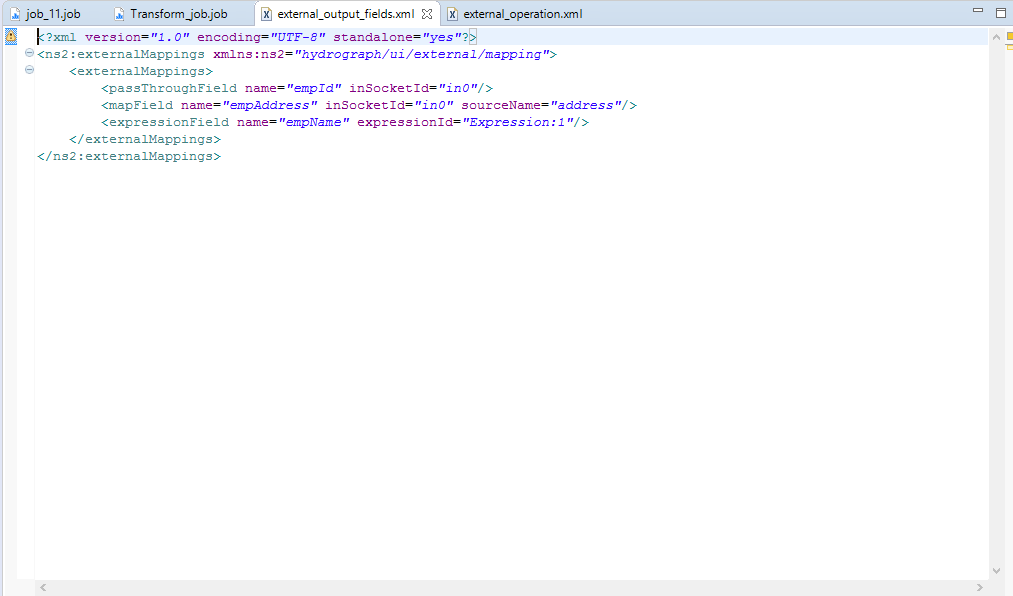 job_11.job Transform_job.job external_output_fields.xml external_operation.xml
<?xml version="1.0" encoding="UTF-8" standalone="yes"?>
<ns2:externalMappings xmlns:ns2="hydrograph/ui/external/mapping">
    <externalMappings>
        <passThroughField name="empId" inSocketId="in0"/>
        <mapField name="empAddress" inSocketId="in0" sourceName="address"/>
        <expressionField name="empName" expressionId="Expression:1"/>
    </externalMappings>
</ns2:externalMappings>